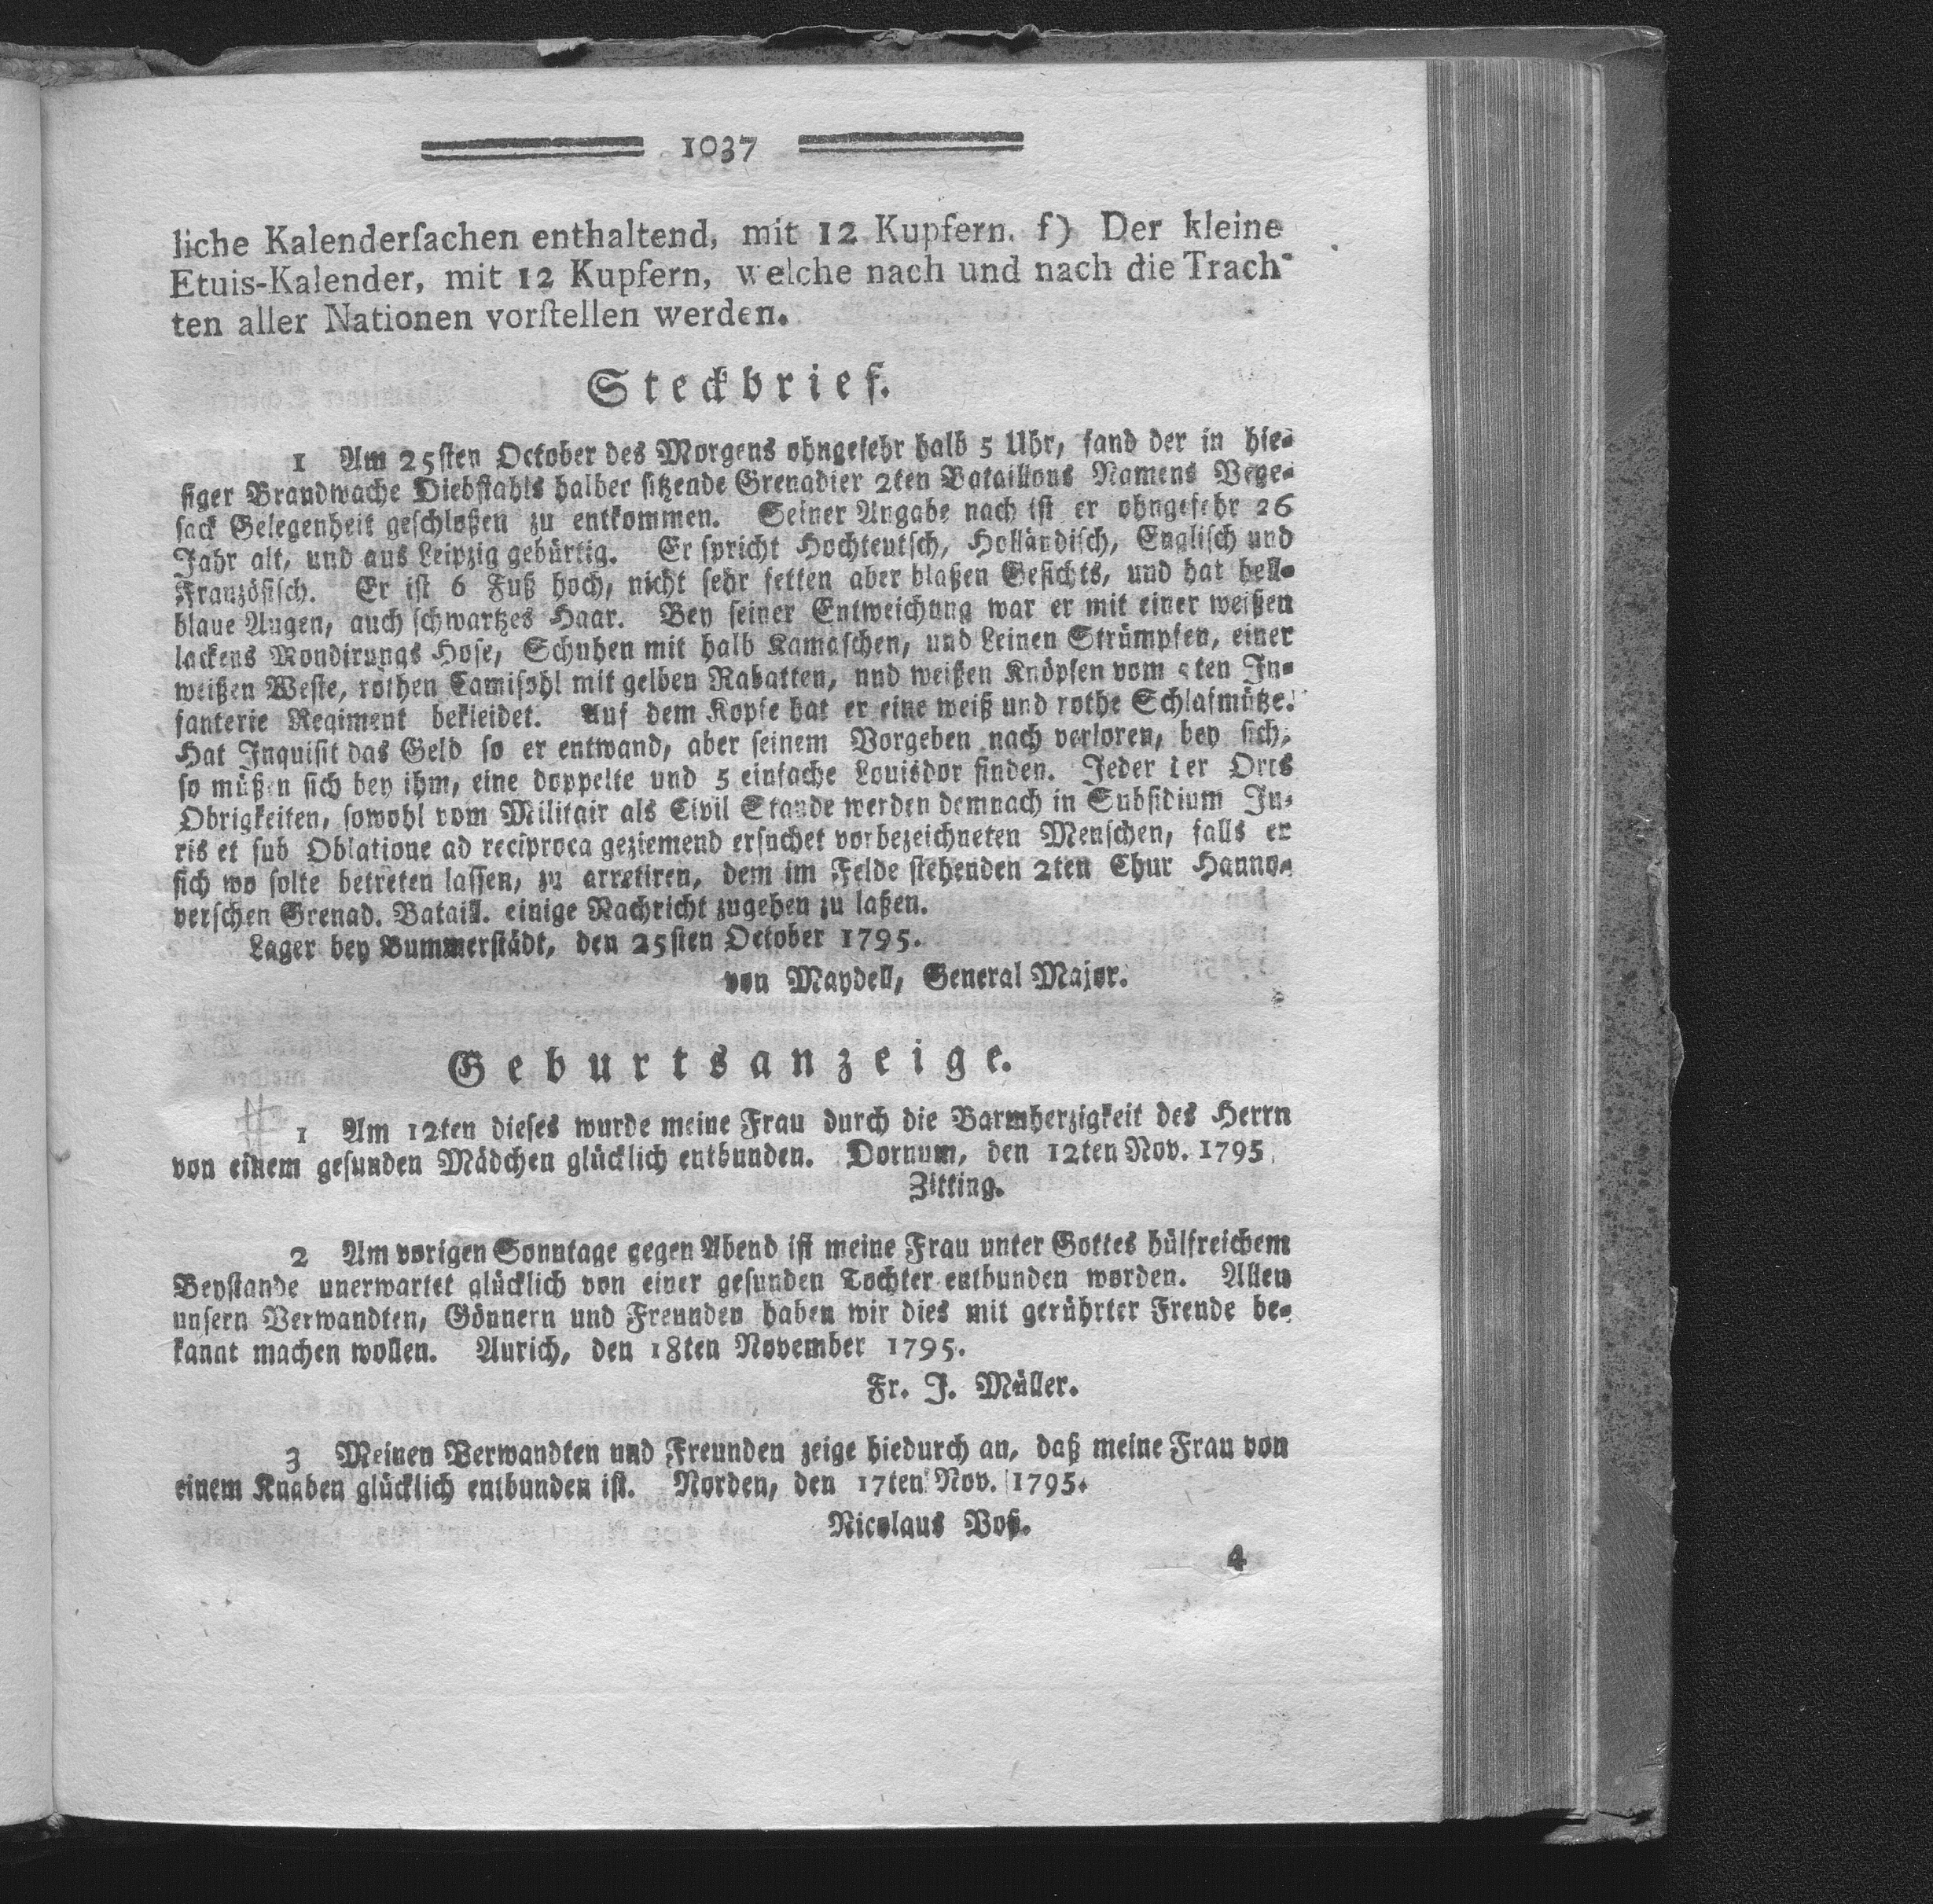 1037
liche Kalenderſachen enthaltend, mit 12 Kupfern. f) Der kleine
Etuis-Kalender, mit 12 Kupfern, welche nach und nach die Trach-
ten aller Nationen vorſtellen werden.
Steckbrief.
1 Am 25ſten October des Morgens ohngefehr halb 5 Uhr, fand der in hie-
ſiger Brandwache Diebſtahls halber ſitzende Grenadier 2ten Bataillons Namens Vege-
ſack Gelegenheit geſchloßen zu entkommen. Seiner Angabe nach iſt er ohngefehr 26
Jahr alt, und aus Leipzig gebürtig. Er ſpricht Hochteutſch, Holländiſch, Engliſch und
Franzöſiſch. Er iſt 6 Fuß hoch, nicht ſehr fetten aber blaßen Geſichts, und hat hell-
blaue Augen, auch ſchwartzes Haar. Bey ſeiner Entweichung war er mit einer weißen
lackens Mondirungs Hoſe, Schuhen mit halb Kamaſchen, und Leinen Strümpfen, einer
weißen Weſte, rothen Camiſohl mit gelben Rabatten, und weißen Knöpfen vom ten In-
fanterie Regiment bekleidet. Auf dem Kopfe hat er eine weiß und rothe Schlafmütze.
Hat Inquiſit das Geld ſo er entwand, aber ſeinem Vorgeben nach verloren, bey ſich,
ſo müßen ſich bey ihm, eine doppelte und 5 einfache Louisdor finden. Jeder der Orts
Obrigkeiten, ſowohl vom Militair als Civil Stande werden demnach in Subſidium Ju-
ris et ſub Oblatione ad reciproca geziemend erſuchet vorbezeichneten Menſchen, falls er
ſich wo ſolte betreten laſſen, zu arretiren, dem im Felde ſtehenden 2ten Chur Hanno-
verſchen Grenad. Bataill. einige Nachricht zugehen zu laßen.
Lager bey Bummerſtädt, den 25ſten October 1795.
von Maydell, General Major.
Geburtsanzeige.
1 Am 12ten dieſes wurde meine Frau durch die Barmherzigkeit des Herrn
von einem geſunden Mädchen glücklich entbunden. Dornum, den 12ten Nov. 1795.
Zitting.
2 Am vorigen Sonntage gegen Abend iſt meine Frau unter Gottes hülfreichem
Beyſtande unerwartet glücklich von einer geſunden Tochter entbunden worden. Allen
unſern Verwandten, Gönnern und Freunden haben wir dies mit gerührter Freude be-
kannt machen wollen. Aurich, den 18ten November 1795.
Fr. J. Müller.
3 Meinen Verwandten und Freunden zeige hiedurch an, daß meine Frau von
einem Knaben glücklich entbunden iſt. Norden, den 17ten Nov. 1795.
Nicolaus Voß.
4